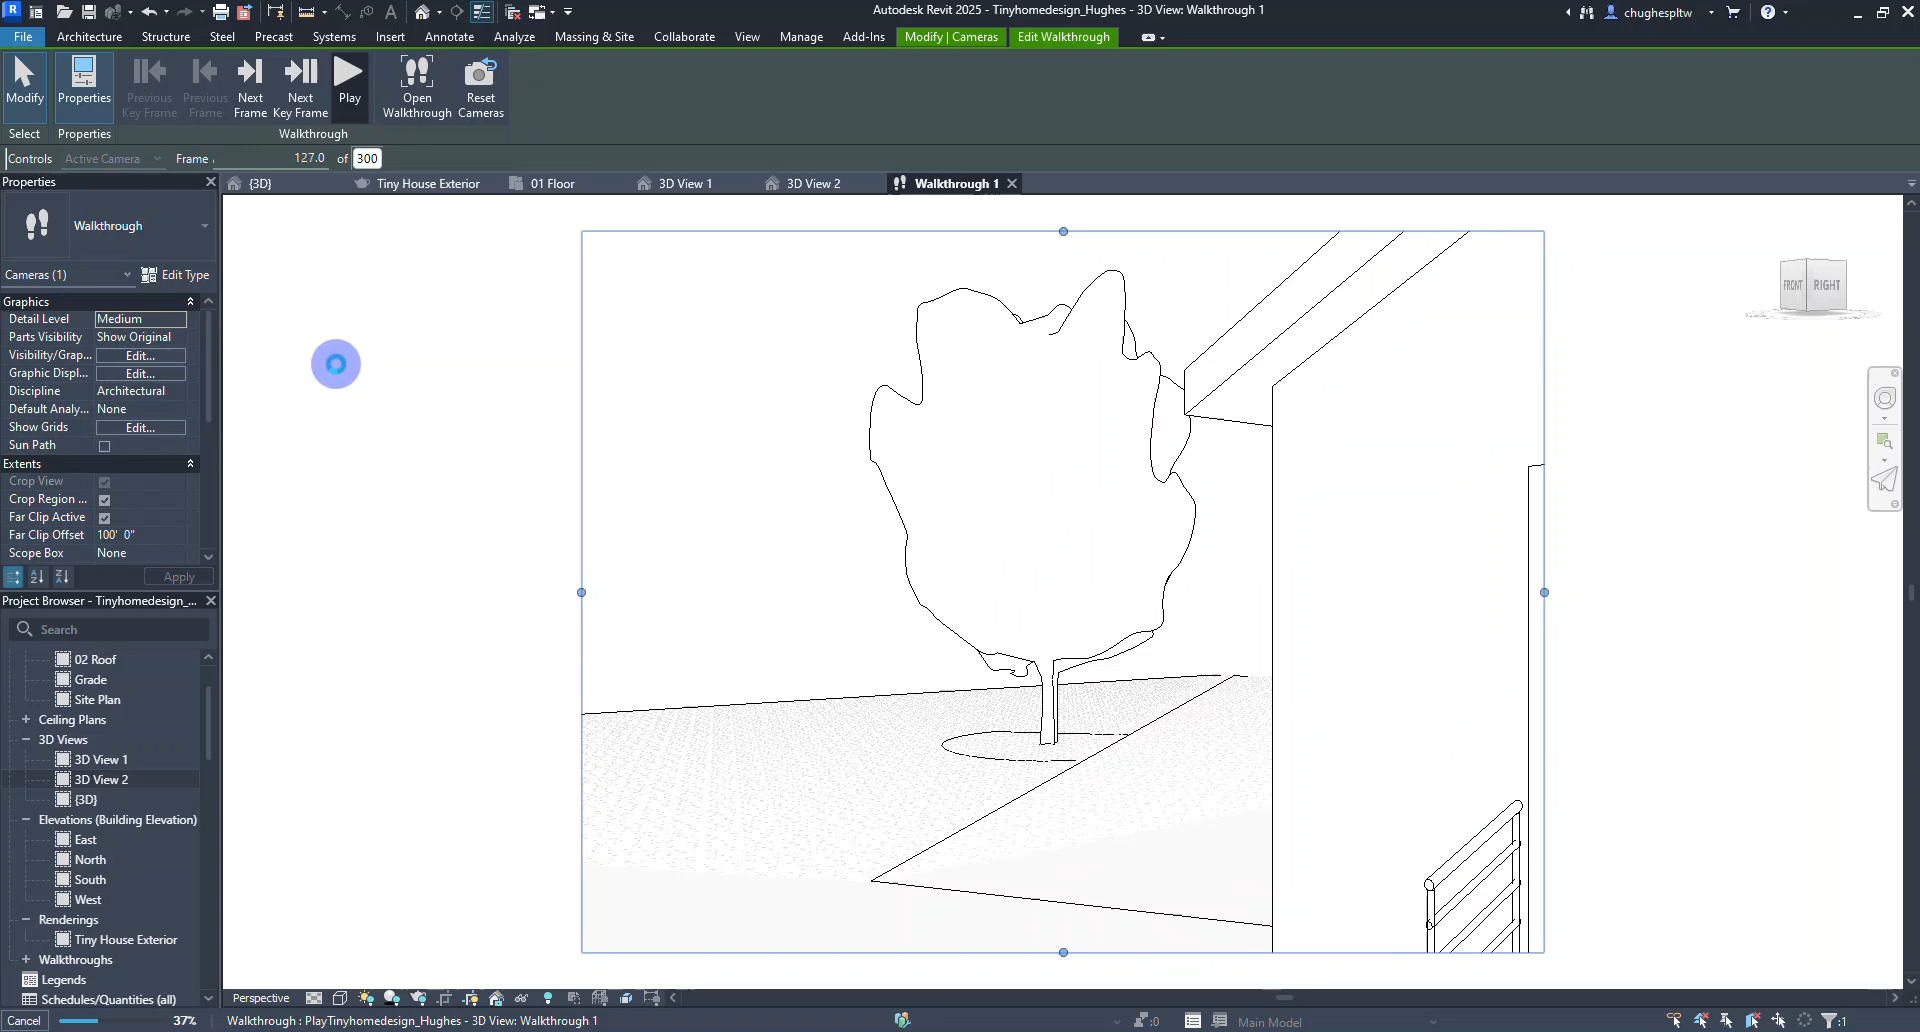 Autodesk Revit 2025 - Tinyhomedesign_Hughes - 3D View: Walkthrough 1
chughespltw
File Architecture Structure Steel Precast Systems Insert Annotate Analyze Massing & Site Collaborate View Manage Add-Ins Modify | Cameras Edit Walkthrough
Modify
Properties
Previous Key Frame
Previous Frame
Next Frame
Next Key Frame
Play
Open Walkthrough
Reset Cameras
Select Properties Walkthrough
Controls Active Camera Frame 127.0 of 300
Properties
{3D} Tiny House Exterior 01 Floor 3D View 1 3D View 2 Walkthrough 1
Walkthrough
Cameras (1) Edit Type
Graphics
Detail Level Medium
Parts Visibility Show Original
Visibility/Grap... Edit...
Graphic Displ... Edit...
Discipline Architectural
Default Analy... None
Show Grids Edit...
Sun Path
Extents
Crop View
Crop Region ...
Far Clip Active
Far Clip Offset 100' 0"
Scope Box None
Apply
FRONT RIGHT
Project Browser - Tinyhomedesign_...
Search
02 Roof
Grade
Site Plan
Ceiling Plans
3D Views
3D View 1
3D View 2
{3D}
Elevations (Building Elevation)
East
North
South
West
Renderings
Tiny House Exterior
Walkthroughs
Legends
Schedules/Quantities (all)
Perspective
Cancel 37% Walkthrough : PlayTinyhomedesign_Hughes - 3D View: Walkthrough 1 :0 Main Model :1